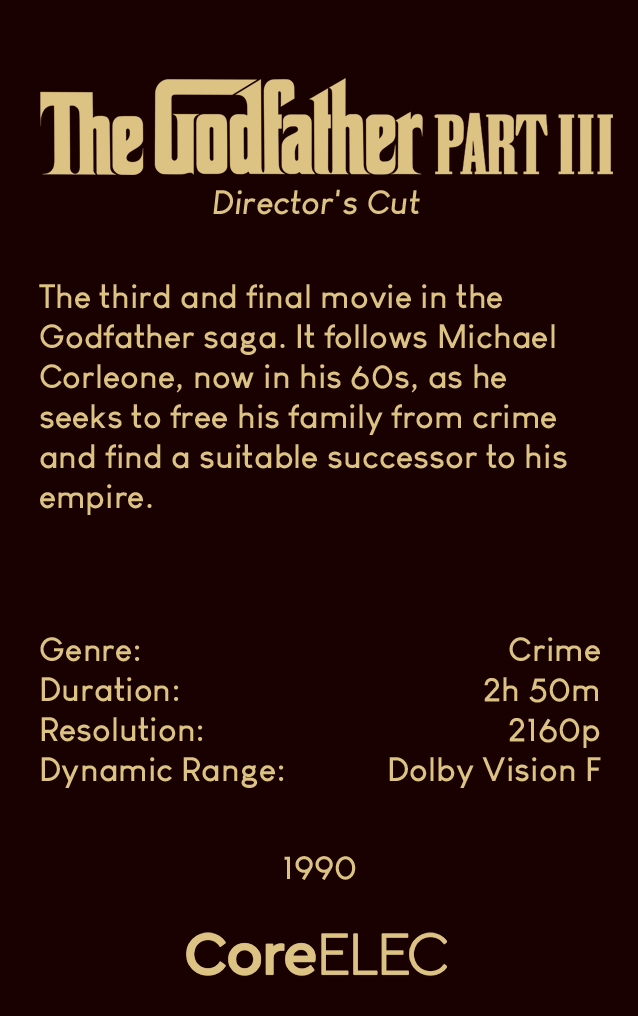 The Godfather PART III
Director's Cut
The third and final movie in the
Godfather saga. It follows Michael
Corleone, now in his 60s, as he
seeks to free his family from crime
and find a suitable successor to his
empire.
Genre: Crime
Duration: 2h 50m
Resolution: 2160p
Dynamic Range: Dolby Vision F
1990
CoreELEC